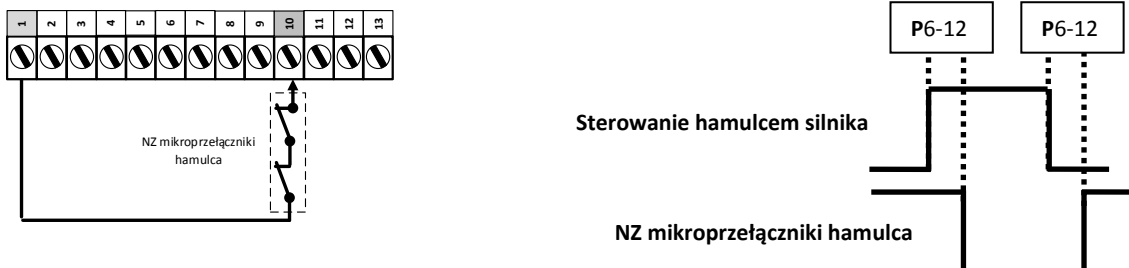 1 2 3 4 5 6 7 8 9 10 11 12 13
NZ mikroprzełączniki
hamulca
P6-12 P6-12
Sterowanie hamulcem silnika
NZ mikroprzełączniki hamulca